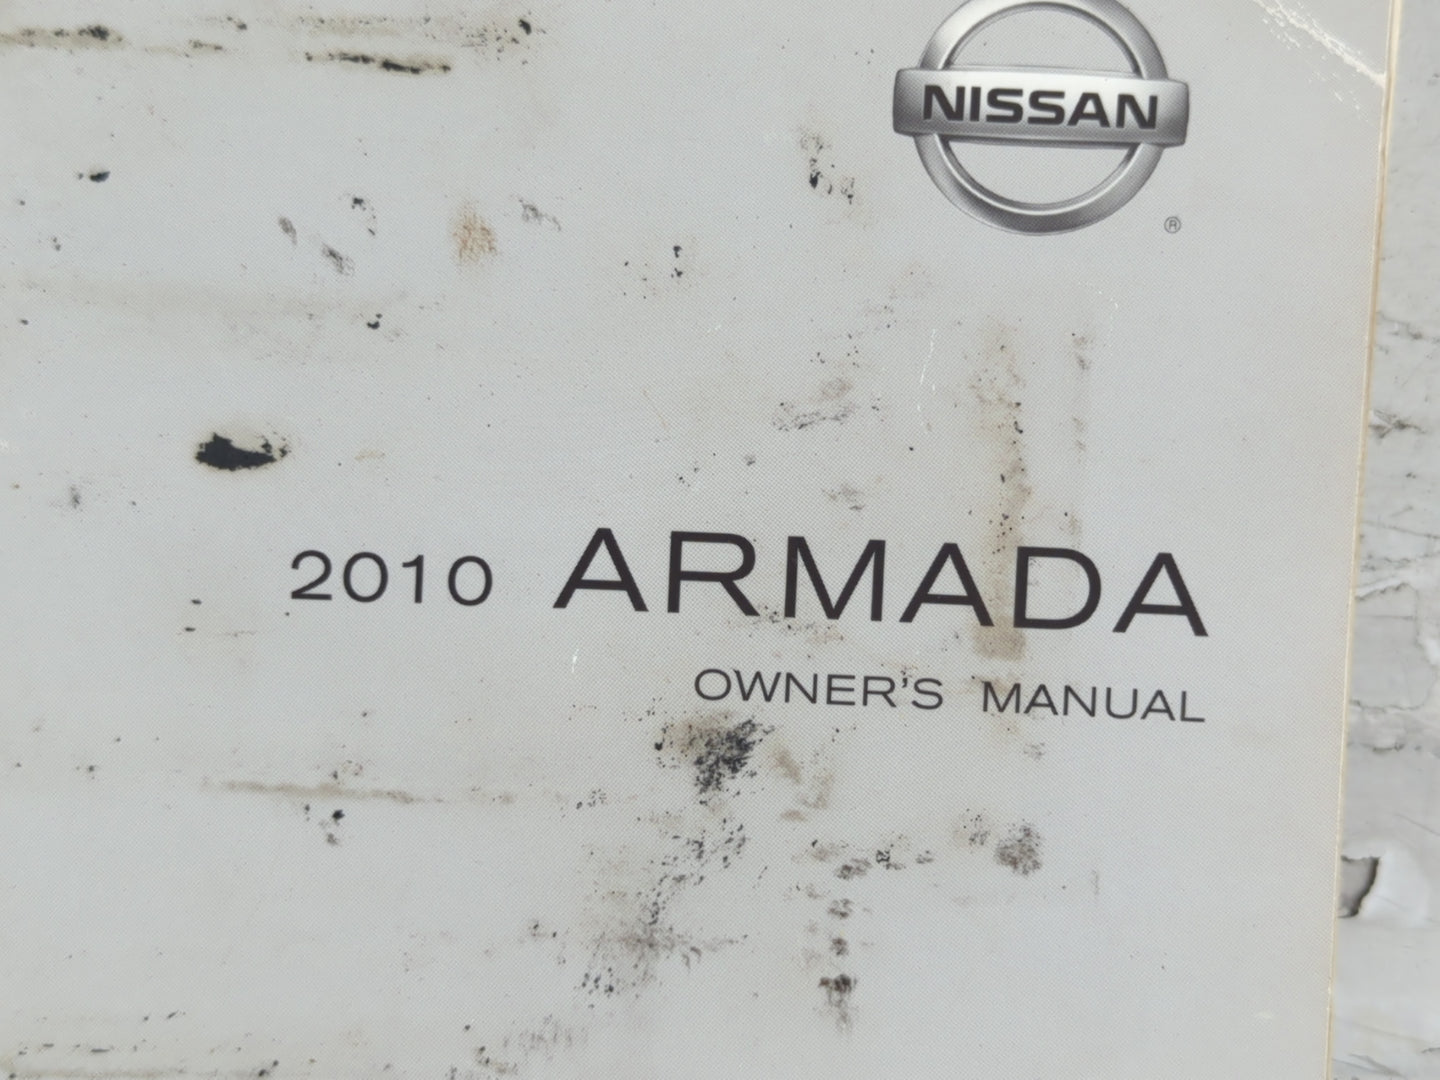 NISSAN
®
2010 ARMADA
OWNER'S MANUAL